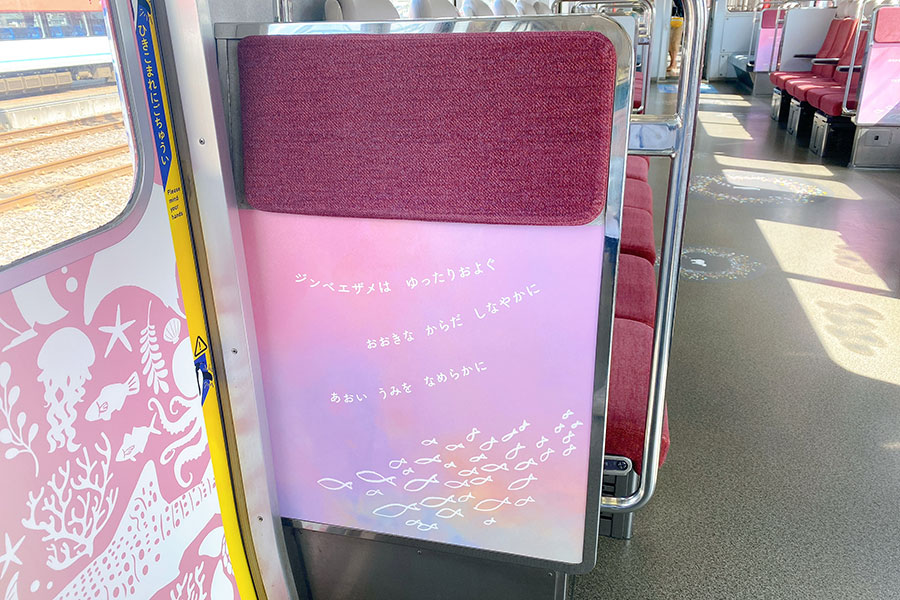 ひきこまれにごちゅうい
Please
mind
your
hands
ジンベエザメは ゆったりおよぐ
おおきな からだ しなやかに
あおい うみを なめらかに